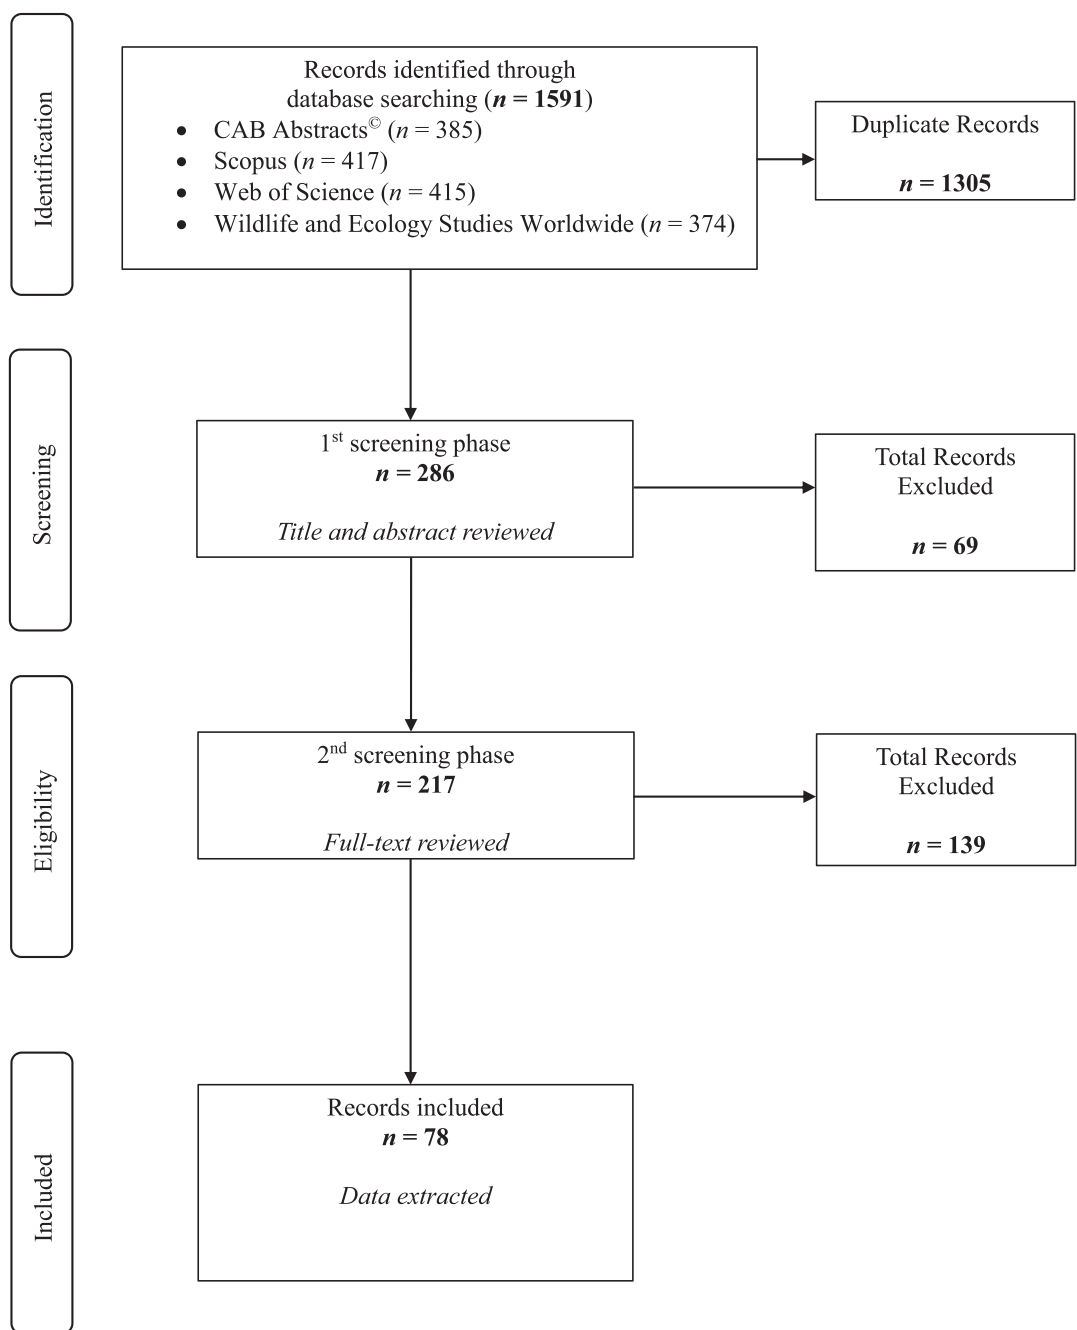 Identification
Records identified through
database searching (n = 1591)
• CAB Abstracts© (n = 385)
• Scopus (n = 417)
• Web of Science (n = 415)
• Wildlife and Ecology Studies Worldwide (n = 374)
Duplicate Records
n = 1305
Screening
1st screening phase
n = 286
Title and abstract reviewed
Total Records
Excluded
n = 69
Eligibility
2nd screening phase
n = 217
Full-text reviewed
Total Records
Excluded
n = 139
Included
Records included
n = 78
Data extracted